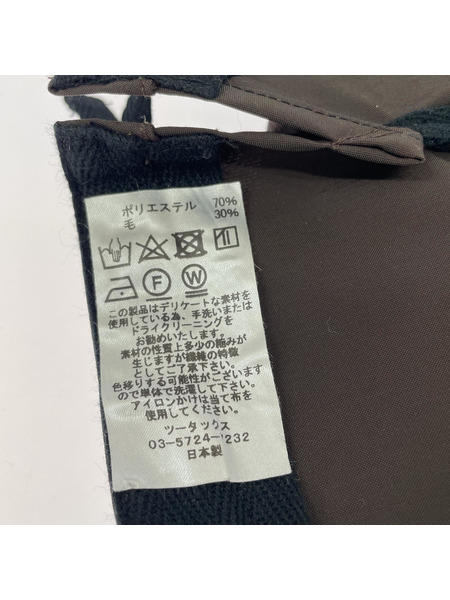 ポリエステル 70%
毛 30%
F W
この製品はデリケートな素材を
使用している為、手洗いまたは
ドライクリーニングを
お勧めいたします。
素材の性質上多少の縮みが
生じますが繊維の特徴
としてご了承下さい。
色移りする可能性がございます
ので単体で洗濯して下さい。
アイロンかけは当て布を
使用してください。
ツータックス
03-5724-
日本製